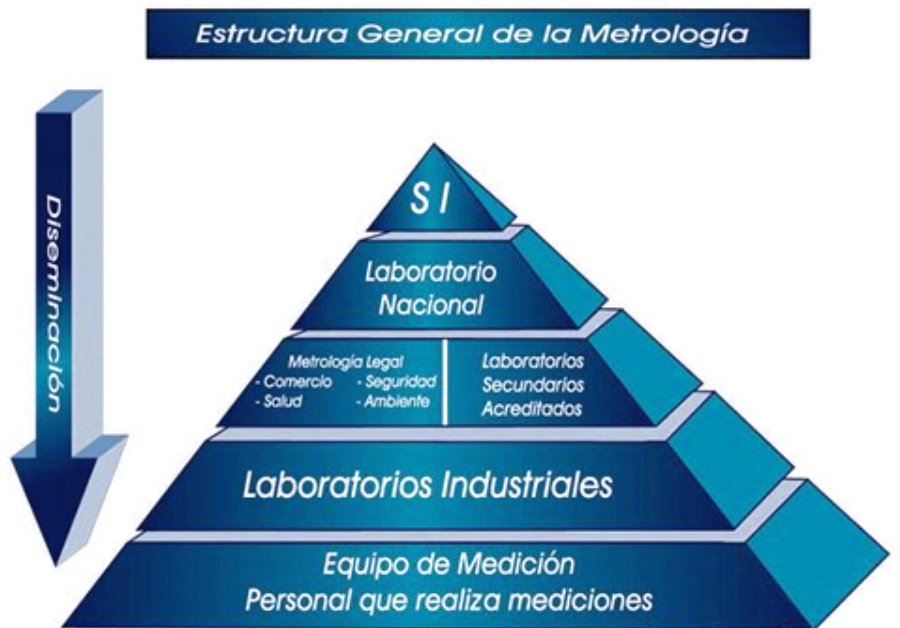 Estructura General de la Metrología
Diseminación
S I
Laboratorio
Nacional
Metrología Legal
- Comercio - Seguridad
- Salud - Ambiente
Laboratorios
Secundarios
Acreditados
Laboratorios Industriales
Equipo de Medición
Personal que realiza mediciones